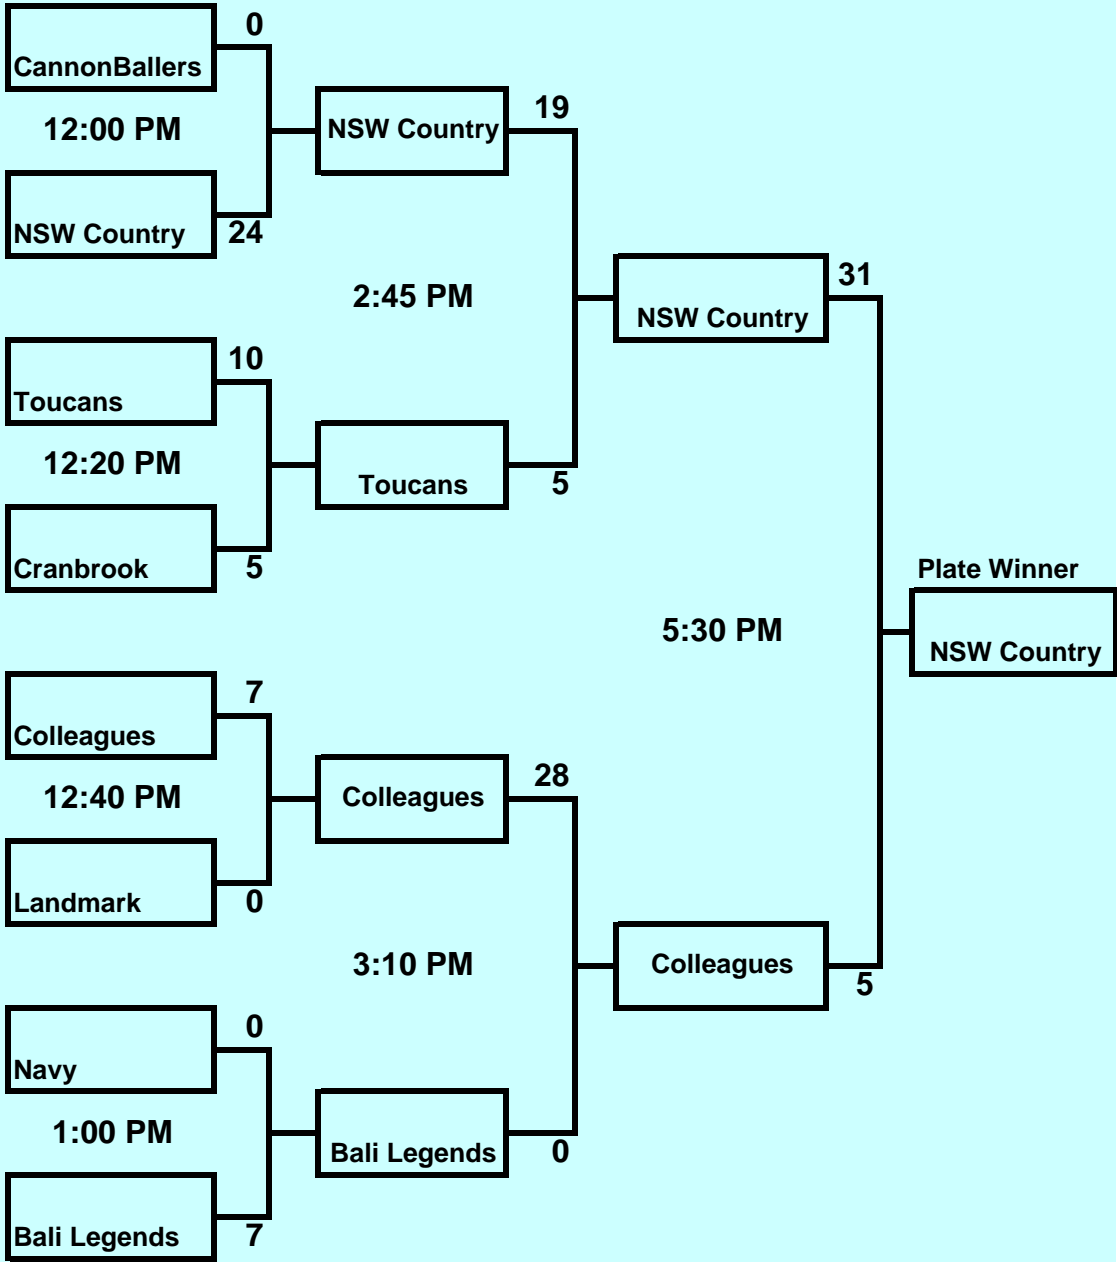 0
CannonBallers
12:00 PM
NSW Country
24
NSW Country
19
2:45 PM
10
Toucans
12:20 PM
Cranbrook
5
Toucans
5
NSW Country
31
5:30 PM
Plate Winner
NSW Country
7
Colleagues
12:40 PM
Landmark
0
Colleagues
28
3:10 PM
0
Navy
1:00 PM
Bali Legends
7
Bali Legends
0
Colleagues
5